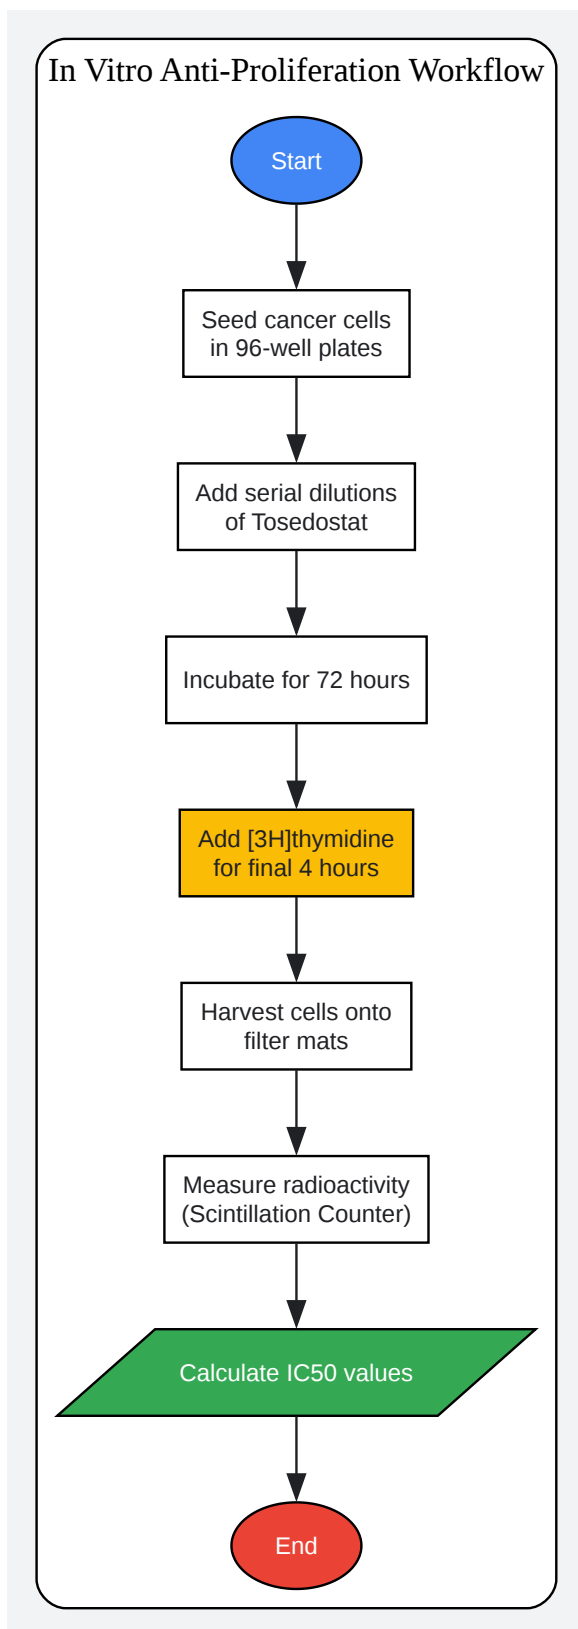 In Vitro Anti-Proliferation Workflow
Start
Seed cancer cells
in 96-well plates
Add serial dilutions
of Tosedostat
Incubate for 72 hours
Add [3H]thymidine
for final 4 hours
Harvest cells onto
filter mats
Measure radioactivity
(Scintillation Counter)
Calculate IC50 values
End